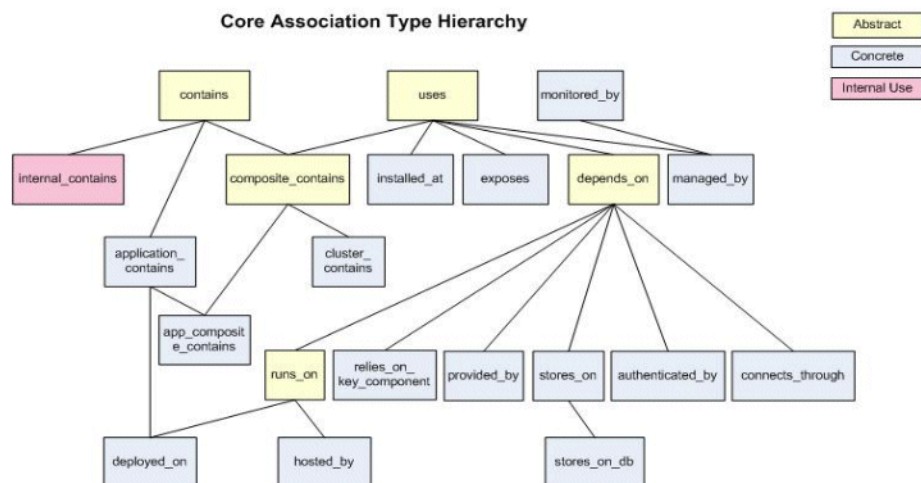 Core Association Type Hierarchy
Abstract
Concrete
Internal Use
contains
uses
monitored_by
internal_contains
composite_contains
installed_at
exposes
depends_on
managed_by
application_
contains
cluster_
contains
app_composit
e_contains
runs_on
relies_on_
key_component
provided_by
stores_on
authenticated_by
connects_through
deployed_on
hosted_by
stores_on_db